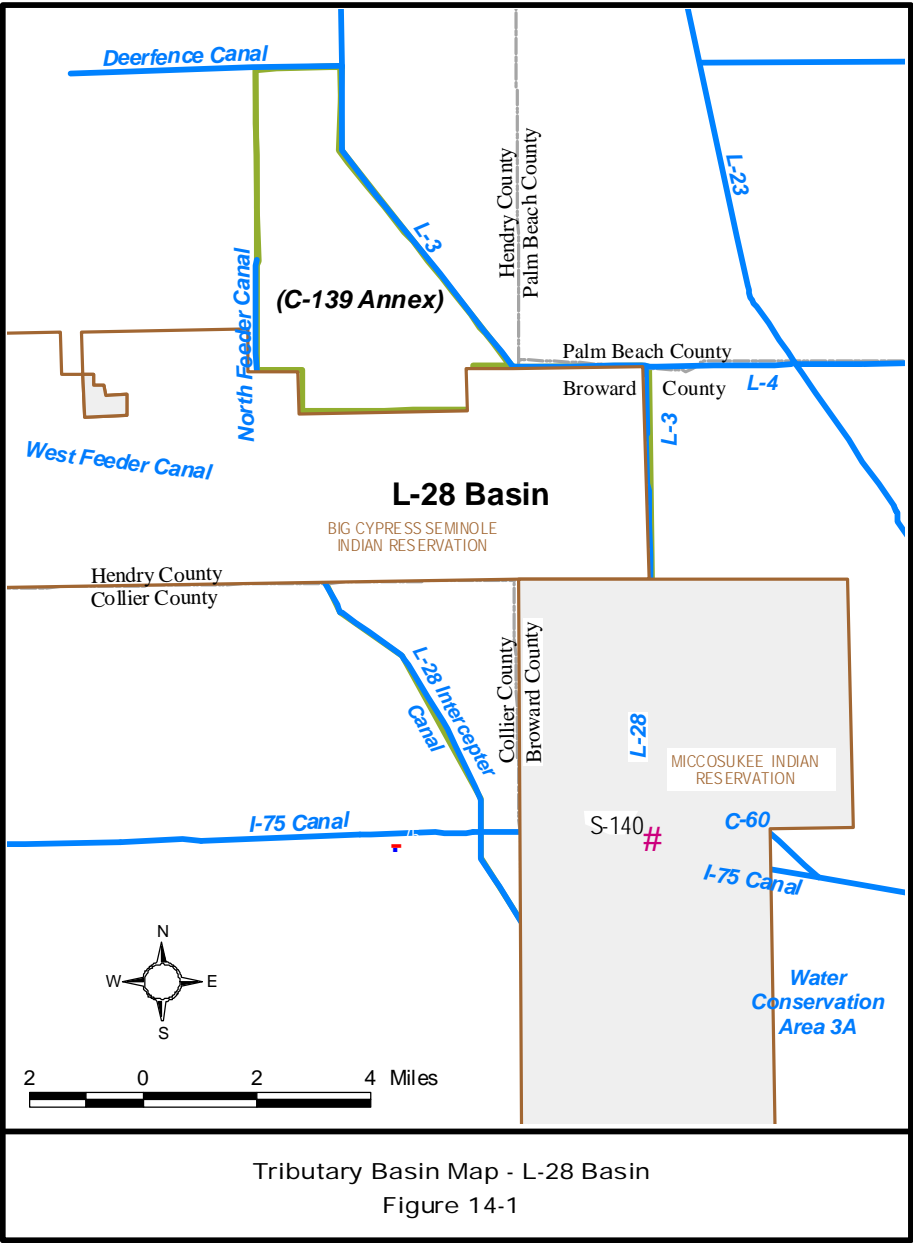 Deerfence Canal
Hendry County
Palm Beach County
L-23
L-3
North Feeder Canal
(C-139 Annex)
Palm Beach County
Broward County
L-4
L-3
West Feeder Canal
L-28 Basin
BIG CYPRESS SEMINOLE
INDIAN RESERVATION
Hendry County
Collier County
Collier County
Broward County
L-28 Intercepter
Canal
L-28
MICCOSUKEE INDIAN
RESERVATION
I-75 Canal
S-140
#
C-60
I-75 Canal
N
W
E
S
Water
Conservation
Area 3A
2 0 2 4 Miles
Tributary Basin Map - L-28 Basin
Figure 14-1